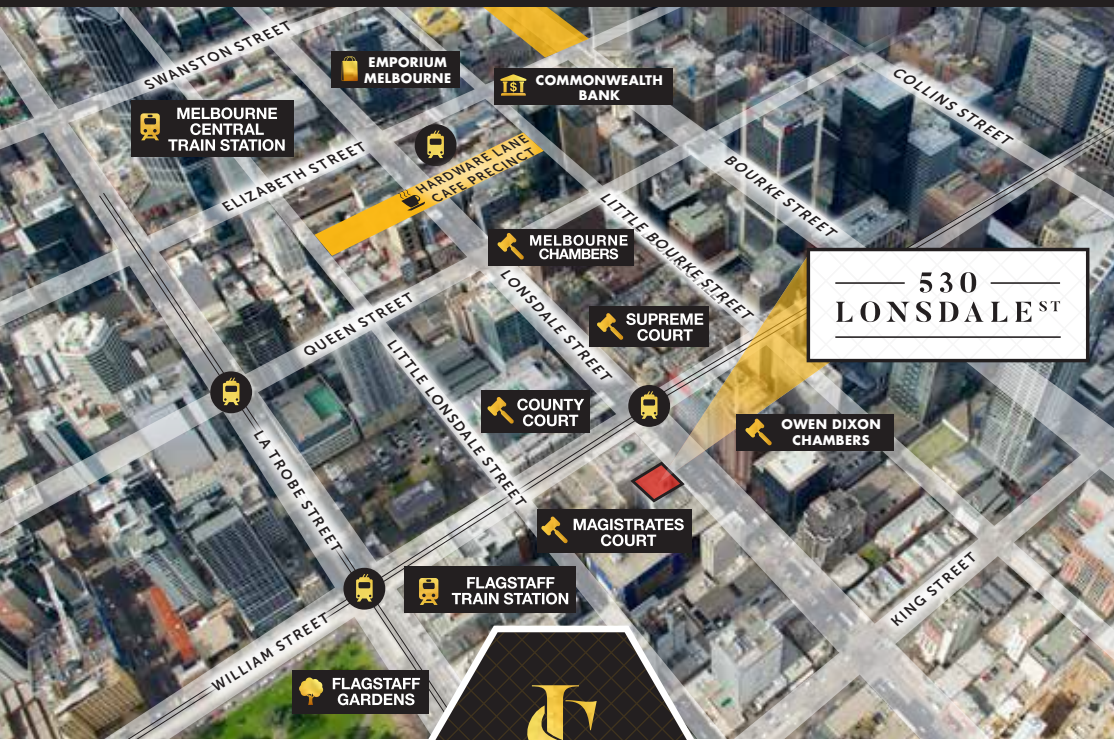 SWANSTON STREET
EMPORIUM
MELBOURNE
COMMONWEALTH
BANK
COLLINS STREET
MELBOURNE
CENTRAL
TRAIN STATION
ELIZABETH STREET
HARDWARE LANE
CAFE PRECINCT
BOURKE STREET
LITTLE BOURKE STREET
MELBOURNE
CHAMBERS
530
LONSDALE ST
QUEEN STREET
LONSDALE STREET
SUPREME
COURT
LITTLE LONSDALE STREET
COUNTY
COURT
OWEN DIXON
CHAMBERS
LA TROBE STREET
MAGISTRATES
COURT
FLAGSTAFF
TRAIN STATION
KING STREET
WILLIAM STREET
FLAGSTAFF
GARDENS